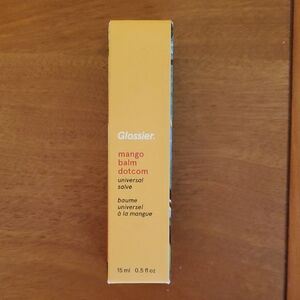 Glossier.
mango
balm
dotcom
universal
salve
baume
universel
à la mangue
15 ml 0.5 fl oz